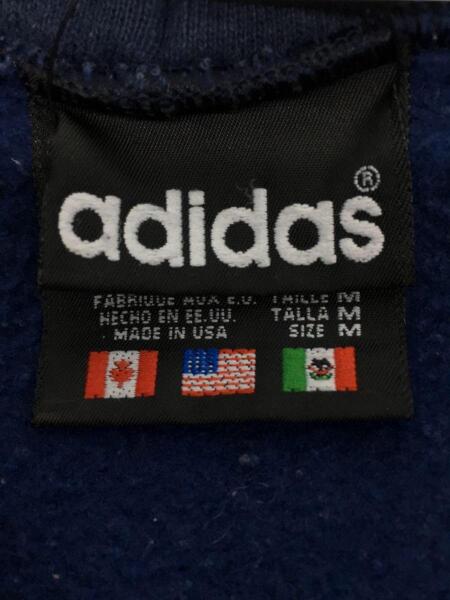 adidas®
FABRIQUE AUX E.U. TAILLE M
HECHO EN EE.UU. TALLA M
MADE IN USA SIZE M